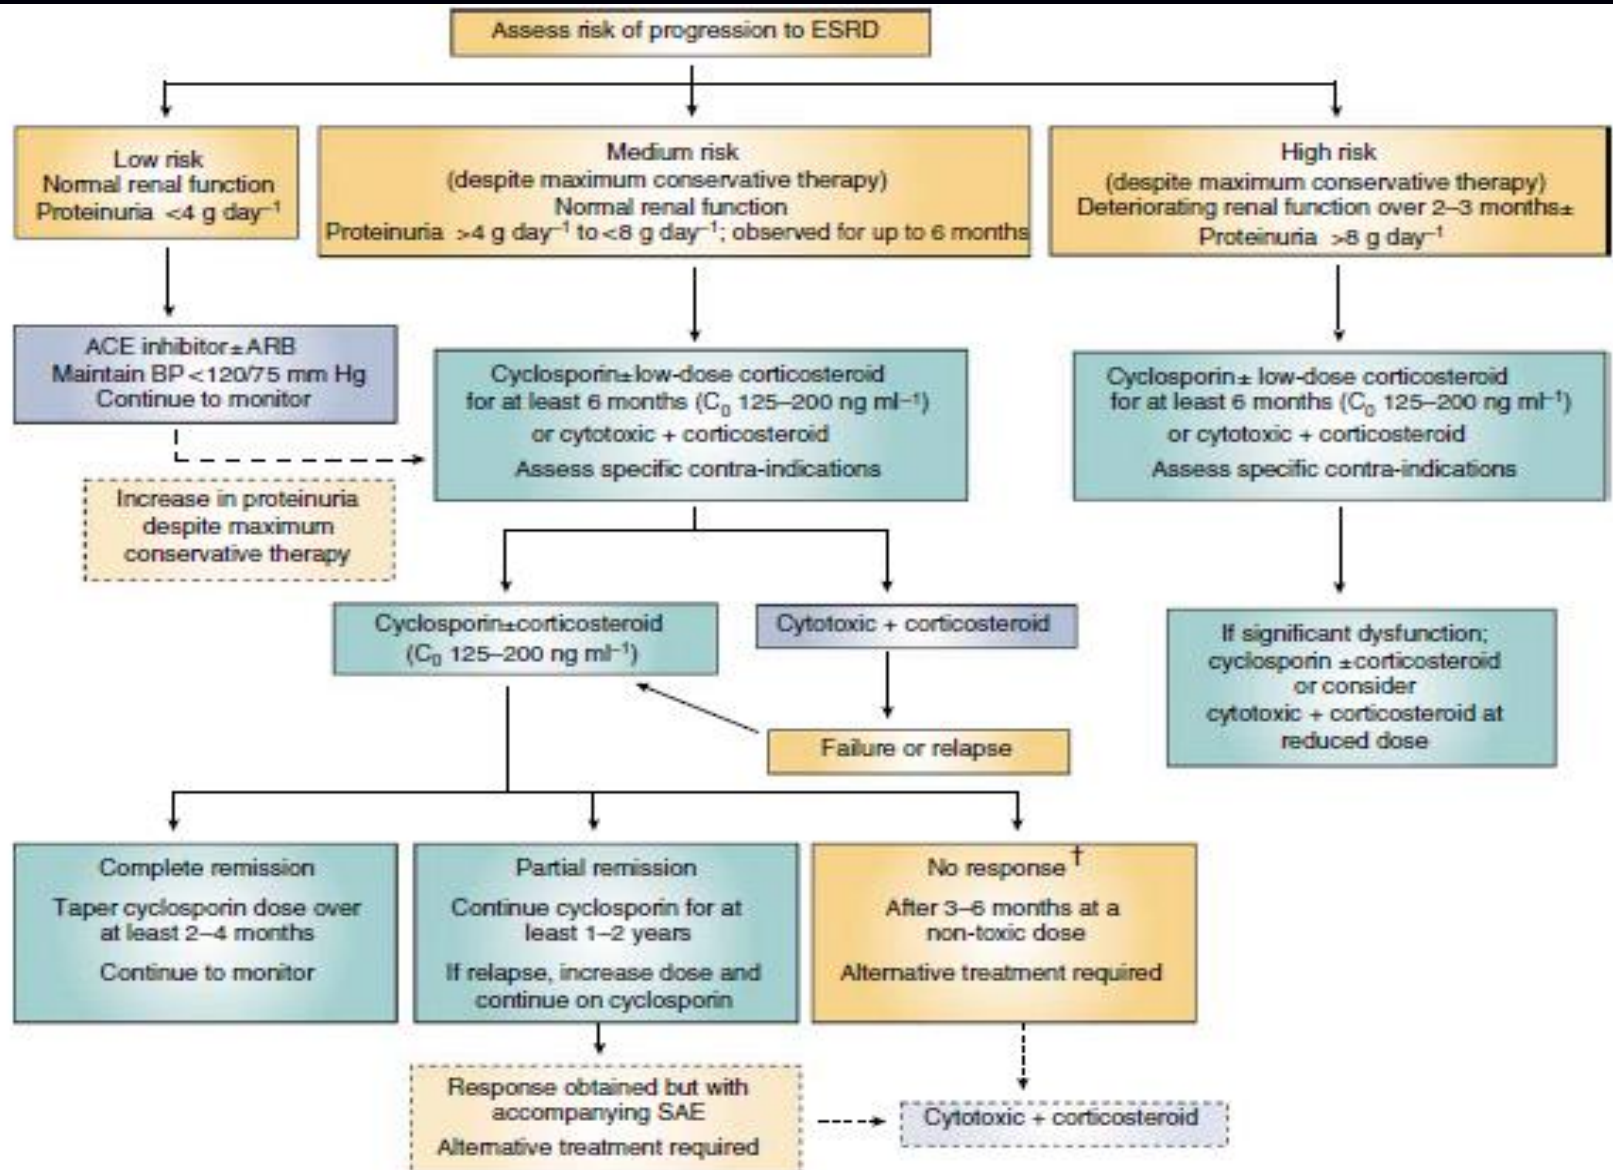 Assess risk of progression to ESRD
Low risk
Normal renal function
Proteinuria <4 g day⁻¹
Medium risk
(despite maximum conservative therapy)
Normal renal function
Proteinuria >4 g day⁻¹ to <8 g day⁻¹; observed for up to 6 months
High risk
(despite maximum conservative therapy)
Deteriorating renal function over 2–3 months±
Proteinuria >8 g day⁻¹
ACE inhibitor±ARB
Maintain BP <120/75 mm Hg
Continue to monitor
Cyclosporin±low-dose corticosteroid
for at least 6 months (C₀ 125–200 ng ml⁻¹)
or cytotoxic + corticosteroid
Assess specific contra-indications
Cyclosporin± low-dose corticosteroid
for at least 6 months (C₀ 125–200 ng ml⁻¹)
or cytotoxic + corticosteroid
Assess specific contra-indications
Increase in proteinuria
despite maximum
conservative therapy
Cyclosporin±corticosteroid
(C₀ 125–200 ng ml⁻¹)
Cytotoxic + corticosteroid
If significant dysfunction;
cyclosporin ±corticosteroid
or consider
cytotoxic + corticosteroid at
reduced dose
Failure or relapse
Complete remission
Taper cyclosporin dose over
at least 2–4 months
Continue to monitor
Partial remission
Continue cyclosporin for at
least 1–2 years
If relapse, increase dose and
continue on cyclosporin
No response†
After 3–6 months at a
non-toxic dose
Alternative treatment required
Response obtained but with
accompanying SAE
Alternative treatment required
Cytotoxic + corticosteroid